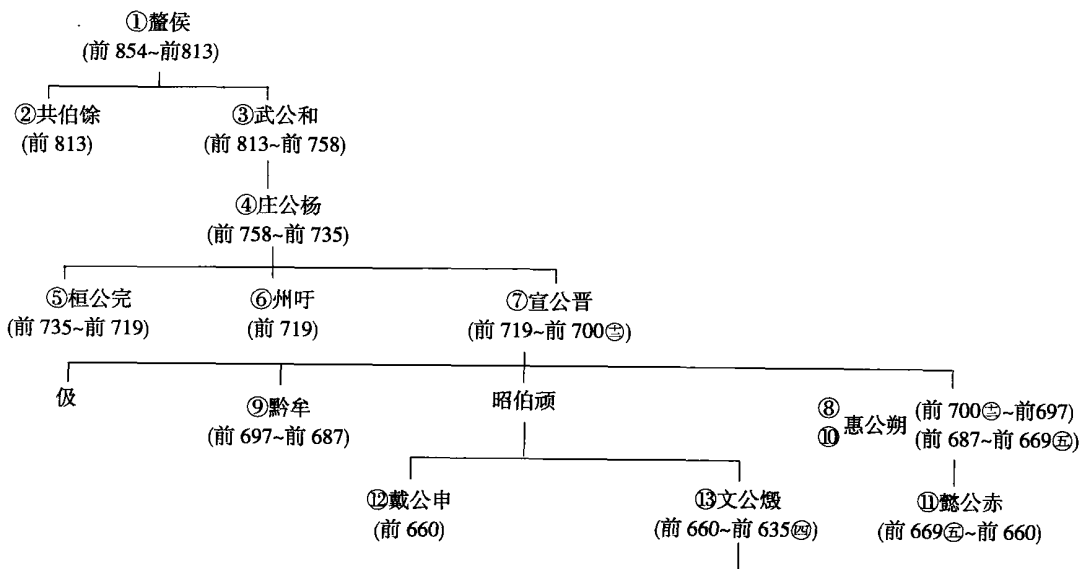 ①釐侯
(前 854~前813)
②共伯馀
(前 813)
③武公和
(前 813~前 758)
④庄公杨
(前 758~前 735)
⑤桓公完
(前 735~前 719)
⑥州吁
(前 719)
⑦宣公晋
(前 719~前 700㊉㊁)
伋
⑨黔牟
(前 697~前 687)
昭伯顽
⑧
⑩
惠公朔
(前 700㊉㊁~前697)
(前 687~前 669㊄)
⑫戴公申
(前 660)
⑬文公燬
(前 660~前 635㊃)
⑪懿公赤
(前 669㊄~前 660)